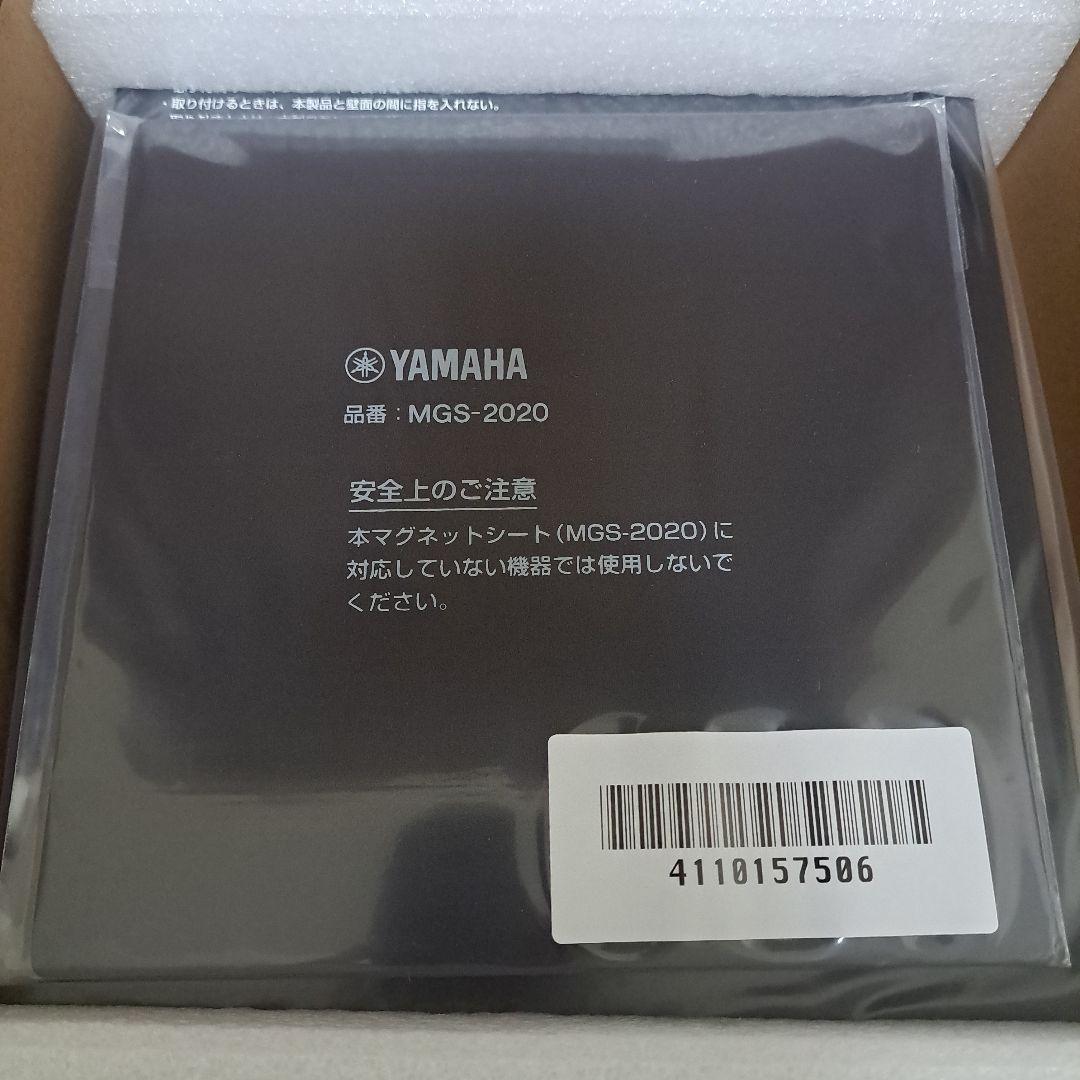 ・取り付けるときは、本製品と壁面の間に指を入れない。
YAMAHA
品番：MGS-2020
安全上のご注意
本マグネットシート(MGS-2020)に
対応していない機器では使用しないで
ください。
4110157506